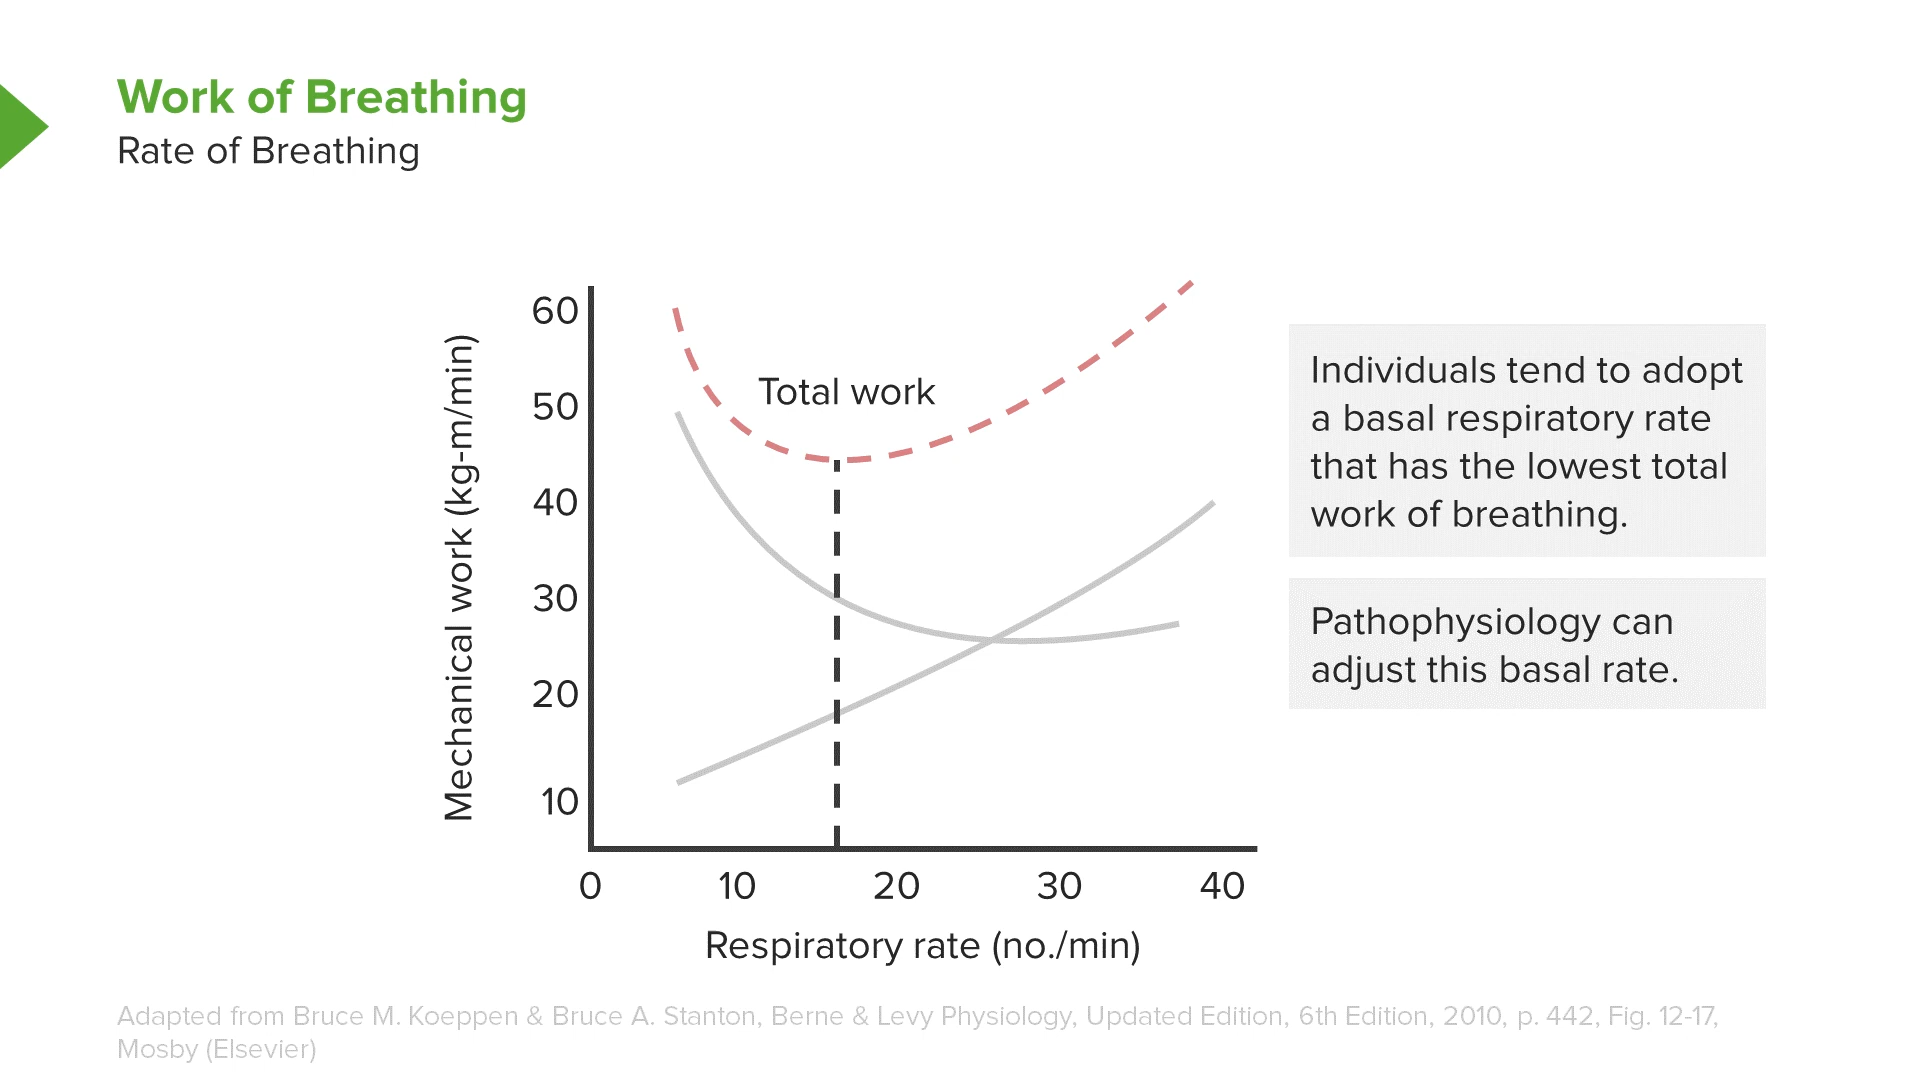 Work of Breathing
Rate of Breathing
Mechanical work (kg-m/min)
60
50
40
30
20
10
Total work
0 10 20 30 40
Respiratory rate (no./min)
Individuals tend to adopt
a basal respiratory rate
that has the lowest total
work of breathing.
Pathophysiology can
adjust this basal rate.
Adapted from Bruce M. Koeppen & Bruce A. Stanton, Berne & Levy Physiology, Updated Edition, 6th Edition, 2010, p. 442, Fig. 12-17,
Mosby (Elsevier)